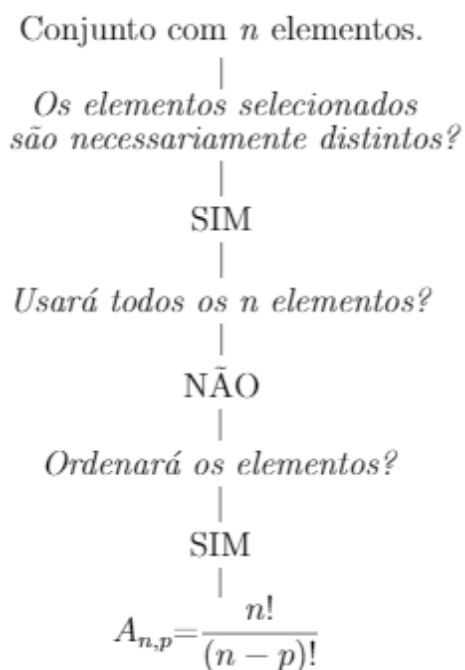 Conjunto com n elementos.
|
Os elementos selecionados
são necessariamente distintos?
|
SIM
|
Usará todos os n elementos?
|
NÃO
|
Ordenará os elementos?
|
SIM
|
A_{n,p}=\frac{n!}{(n-p)!}